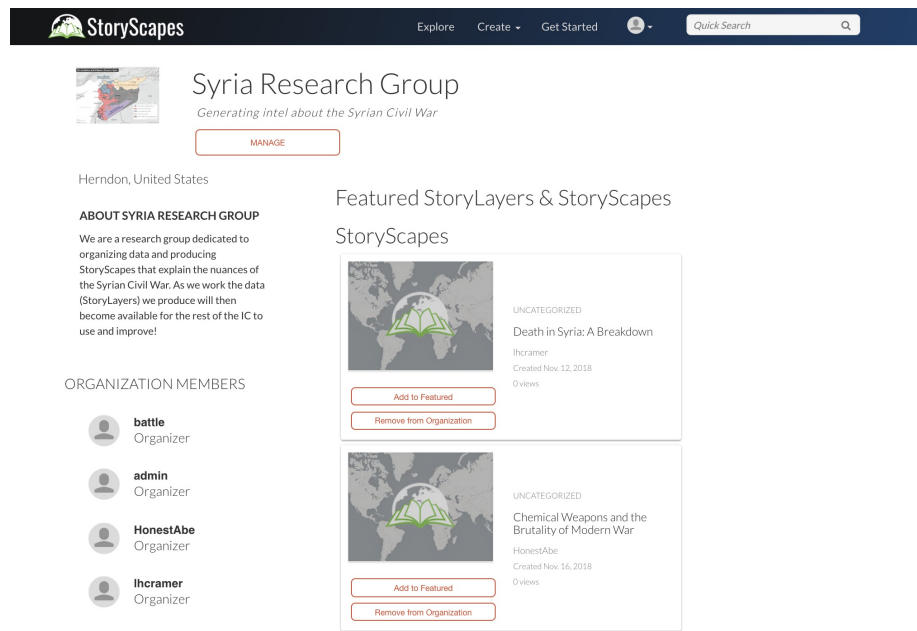 StoryScapes
Explore
Create
Get Started
Quick Search
Syria Research Group
Generating intel about the Syrian Civil War
MANAGE
Herndon, United States
ABOUT SYRIA RESEARCH GROUP
We are a research group dedicated to
organizing data and producing
StoryScapes that explain the nuances of
the Syrian Civil War. As we work the data
(StoryLayers) we produce will then
become available for the rest of the IC to
use and improve!
ORGANIZATION MEMBERS
battle
Organizer
admin
Organizer
HonestAbe
Organizer
lhcramer
Organizer
Featured StoryLayers & StoryScapes
StoryScapes
UNCATEGORIZED
Death in Syria: A Breakdown
lhcramer
Created Nov. 12, 2018
0 views
Add to Featured
Remove from Organization
UNCATEGORIZED
Chemical Weapons and the
Brutality of Modern War
HonestAbe
Created Nov. 16, 2018
0 views
Add to Featured
Remove from Organization